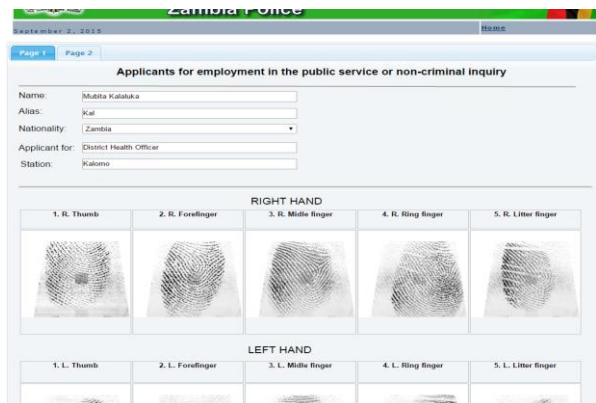 Zambia Police
September 2, 2015
Home
Page 1 Page 2
Applicants for employment in the public service or non-criminal inquiry
Name: Mubita Kalaluka
Alias: Kal
Nationality: Zambia
Applicant for: District Health Officer
Station: Kalomo
RIGHT HAND
1. R. Thumb 2. R. Forefinger 3. R. Midle finger 4. R. Ring finger 5. R. Litter finger
LEFT HAND
1. L. Thumb 2. L. Forefinger 3. L. Midle finger 4. L. Ring finger 5. L. Litter finger